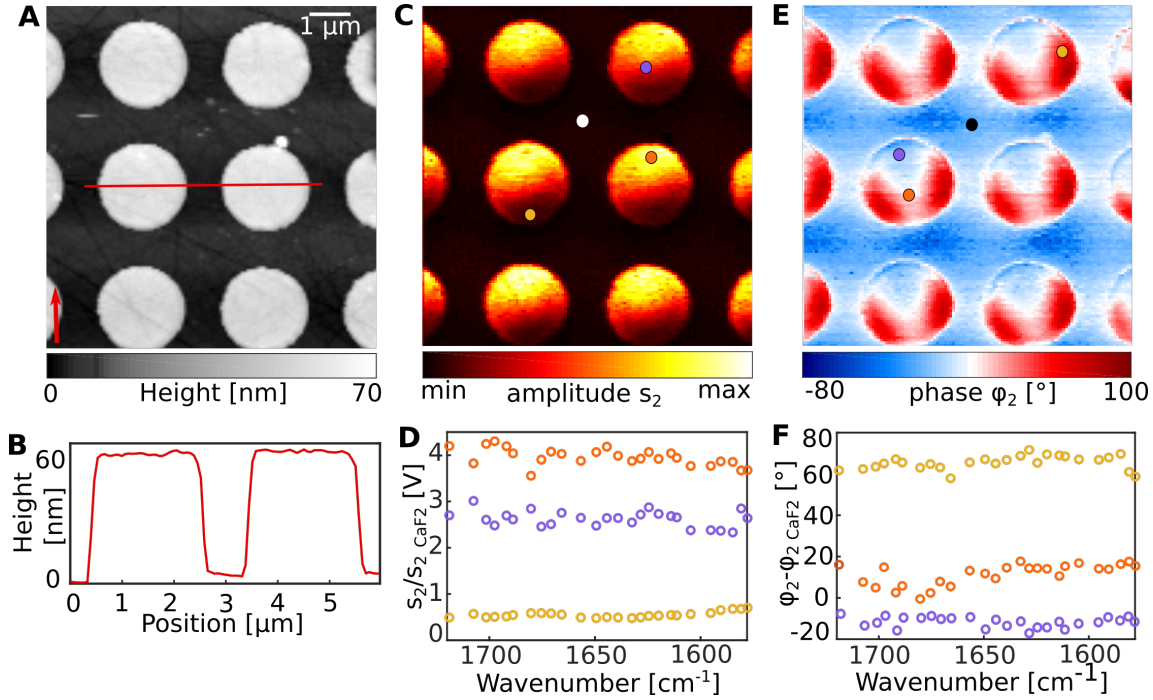 A
1 μm
0
70
Height [nm]
B
60
0
Height
[nm]
0
1
2
3
4
5
Position [μm]
C
min
max
amplitude s2
D
4
3
2
1
0
s2/s2 CaF2 [V]
1700
1650
1600
Wavenumber [cm-1]
E
-80
100
phase φ2 [°]
F
80
60
40
20
0
-20
φ2-φ2 CaF2 [°]
1700
1650
1600
Wavenumber [cm-1]